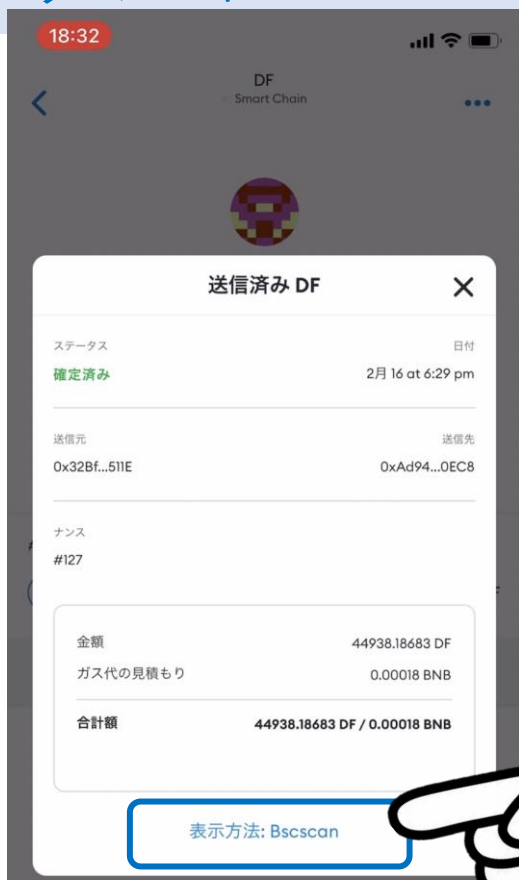 18:32
DF
Smart Chain
送信済み DF
ステータス 日付
確定済み 2月 16 at 6:29 pm
送信元 送信先
0x32Bf...511E 0xAd94...0EC8
ナンス
#127
金額 44938.18683 DF
ガス代の見積もり 0.00018 BNB
合計額 44938.18683 DF / 0.00018 BNB
表示方法: Bscscan